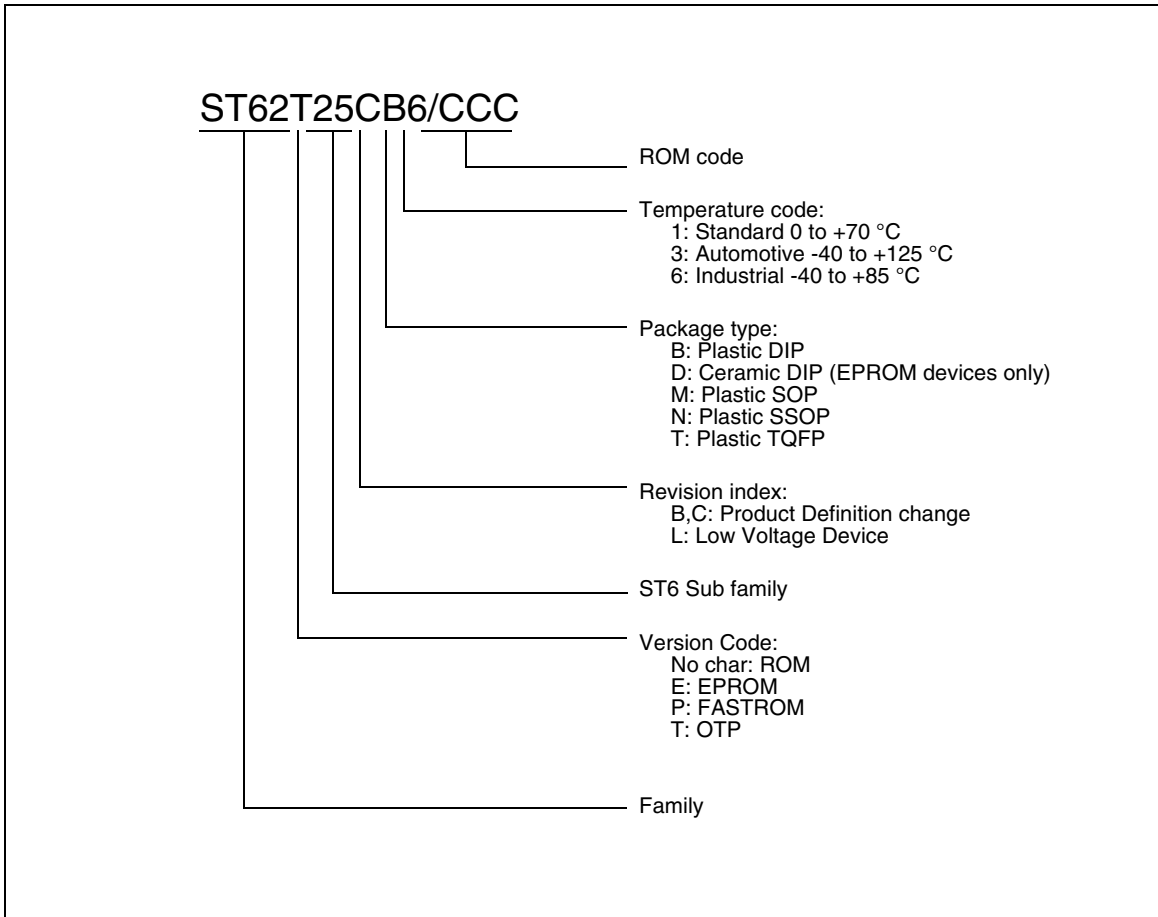 ST62T25CB6/CCC
ROM code
Temperature code:
1: Standard 0 to +70 °C
3: Automotive -40 to +125 °C
6: Industrial -40 to +85 °C
Package type:
B: Plastic DIP
D: Ceramic DIP (EPROM devices only)
M: Plastic SOP
N: Plastic SSOP
T: Plastic TQFP
Revision index:
B,C: Product Definition change
L: Low Voltage Device
ST6 Sub family
Version Code:
No char: ROM
E: EPROM
P: FASTROM
T: OTP
Family